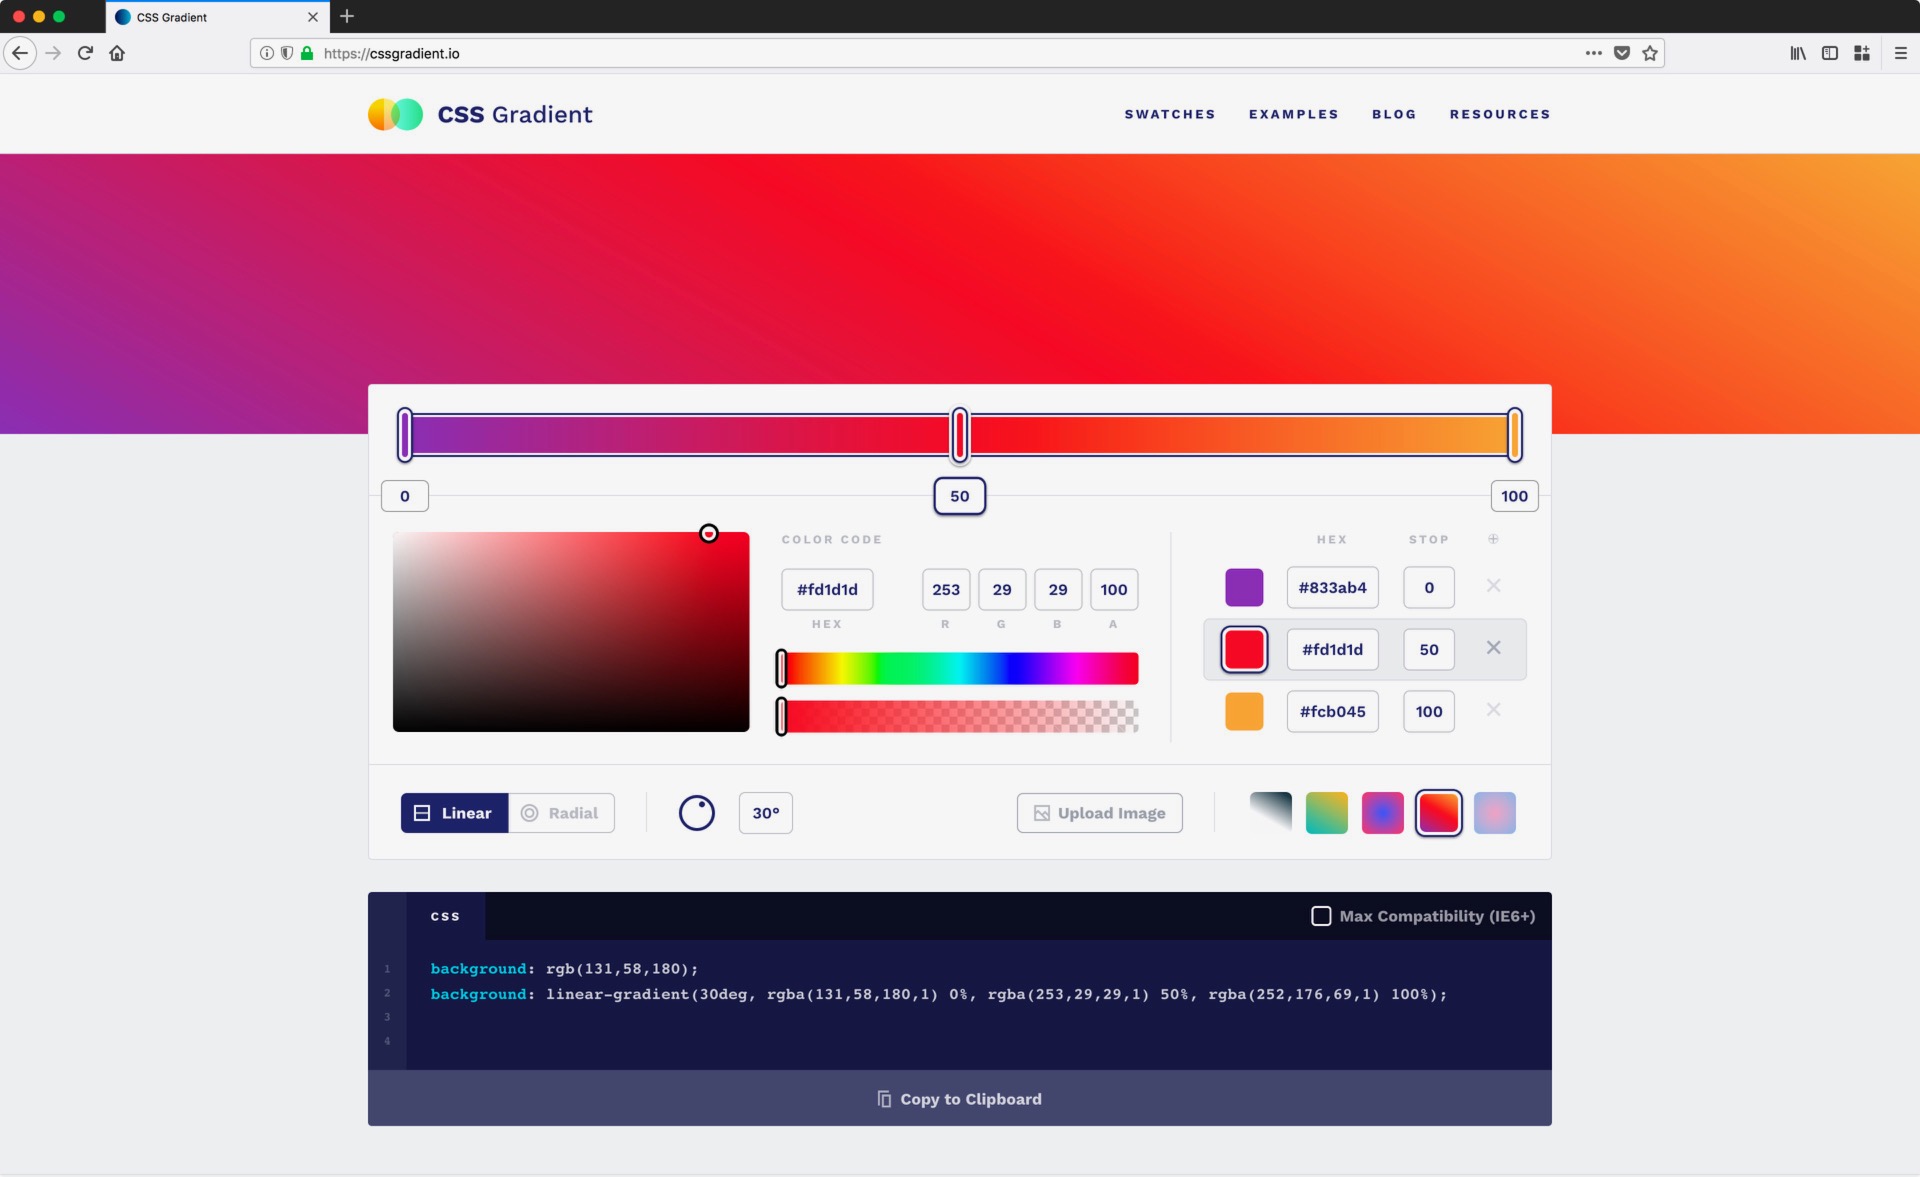 CSS Gradient
https://cssgradient.io
CSS Gradient
SWATCHES EXAMPLES BLOG RESOURCES
0 50 100
COLOR CODE
#fd1d1d 253 29 29 100
HEX R G B A
HEX STOP
#833ab4 0
#fd1d1d 50
#fcb045 100
Linear Radial 30° Upload Image
CSS Max Compatibility (IE6+)
1 background: rgb(131,58,180);
2 background: linear-gradient(30deg, rgba(131,58,180,1) 0%, rgba(253,29,29,1) 50%, rgba(252,176,69,1) 100%);
3
4
Copy to Clipboard